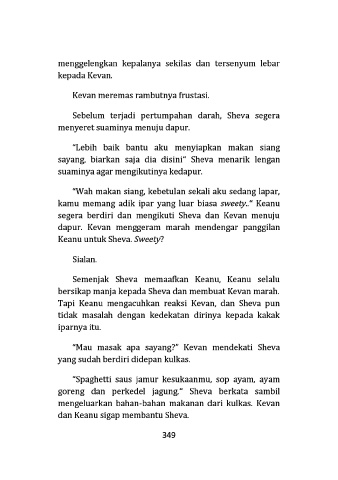 menggelengkan kepalanya sekilas dan tersenyum lebar
kepada Kevan.
Kevan meremas rambutnya frustasi.
Sebelum terjadi pertumpahan darah, Sheva segera
menyeret suaminya menuju dapur.
"Lebih baik bantu aku menyiapkan makan siang
sayang, biarkan saja dia disini" Sheva menarik lengan
suaminya agar mengikutinya kedapur.
"Wah makan siang, kebetulan sekali aku sedang lapar,
kamu memang adik ipar yang luar biasa sweety.." Keanu
segera berdiri dan mengikuti Sheva dan Kevan menuju
dapur. Kevan menggeram marah mendengar panggilan
Keanu untuk Sheva. Sweety?
Sialan.
Semenjak Sheva memaafkan Keanu, Keanu selalu
bersikap manja kepada Sheva dan membuat Kevan marah.
Tapi Keanu mengacuhkan reaksi Kevan, dan Sheva pun
tidak masalah dengan kedekatan dirinya kepada kakak
iparnya itu.
"Mau masak apa sayang?" Kevan mendekati Sheva
yang sudah berdiri didepan kulkas.
"Spaghetti saus jamur kesukaanmu, sop ayam, ayam
goreng dan perkedel jagung." Sheva berkata sambil
mengeluarkan bahan-bahan makanan dari kulkas. Kevan
dan Keanu sigap membantu Sheva.
349